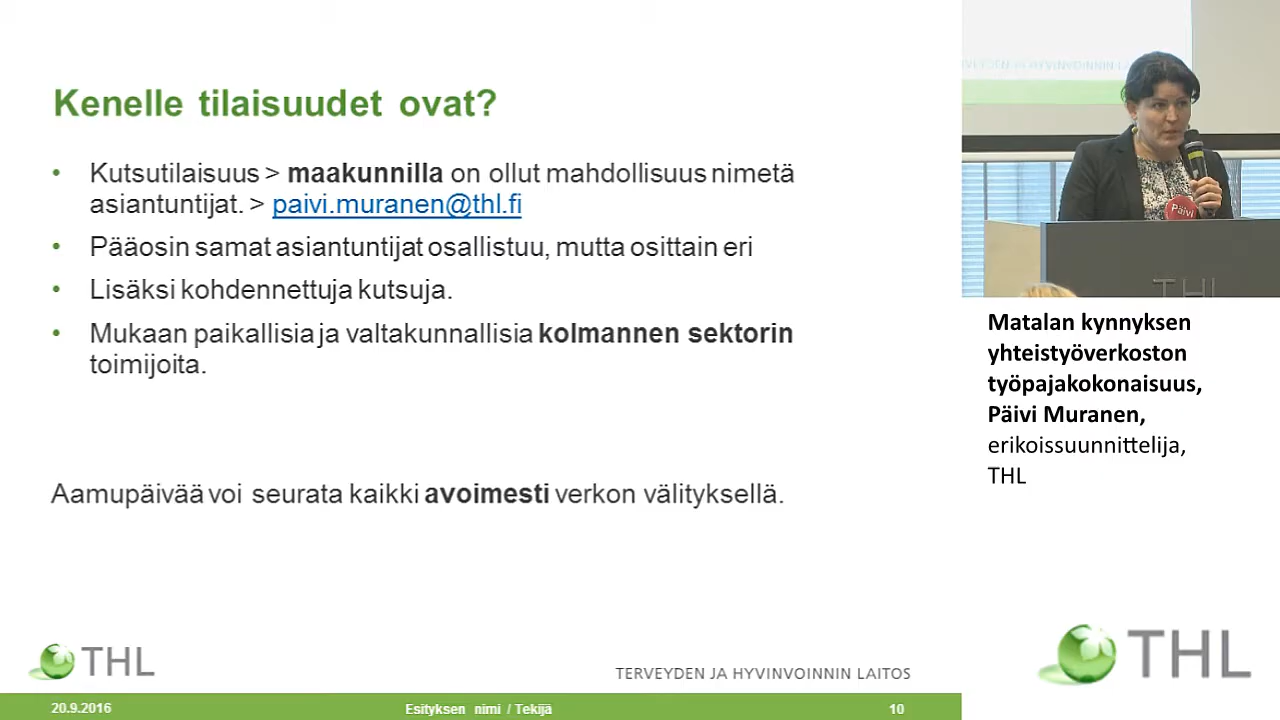 Kenelle tilaisuudet ovat?
• Kutsutilaisuus > maakunnilla on ollut mahdollisuus nimetä
asiantuntijat. > paivi.muranen@thl.fi
• Pääosin samat asiantuntijat osallistuu, mutta osittain eri
• Lisäksi kohdennettuja kutsuja.
• Mukaan paikallisia ja valtakunnallisia kolmannen sektorin
toimijoita.
Aamupäivää voi seurata kaikki avoimesti verkon välityksellä.
THL
TERVEYDEN JA HYVINVOINNIN LAITOS
20.9.2016
Esityksen nimi / Tekijä
10
Päivi
THL
Matalan kynnyksen
yhteistyöverkoston
työpajakokonaisuus,
Päivi Muranen,
erikoissuunnittelija,
THL
THL